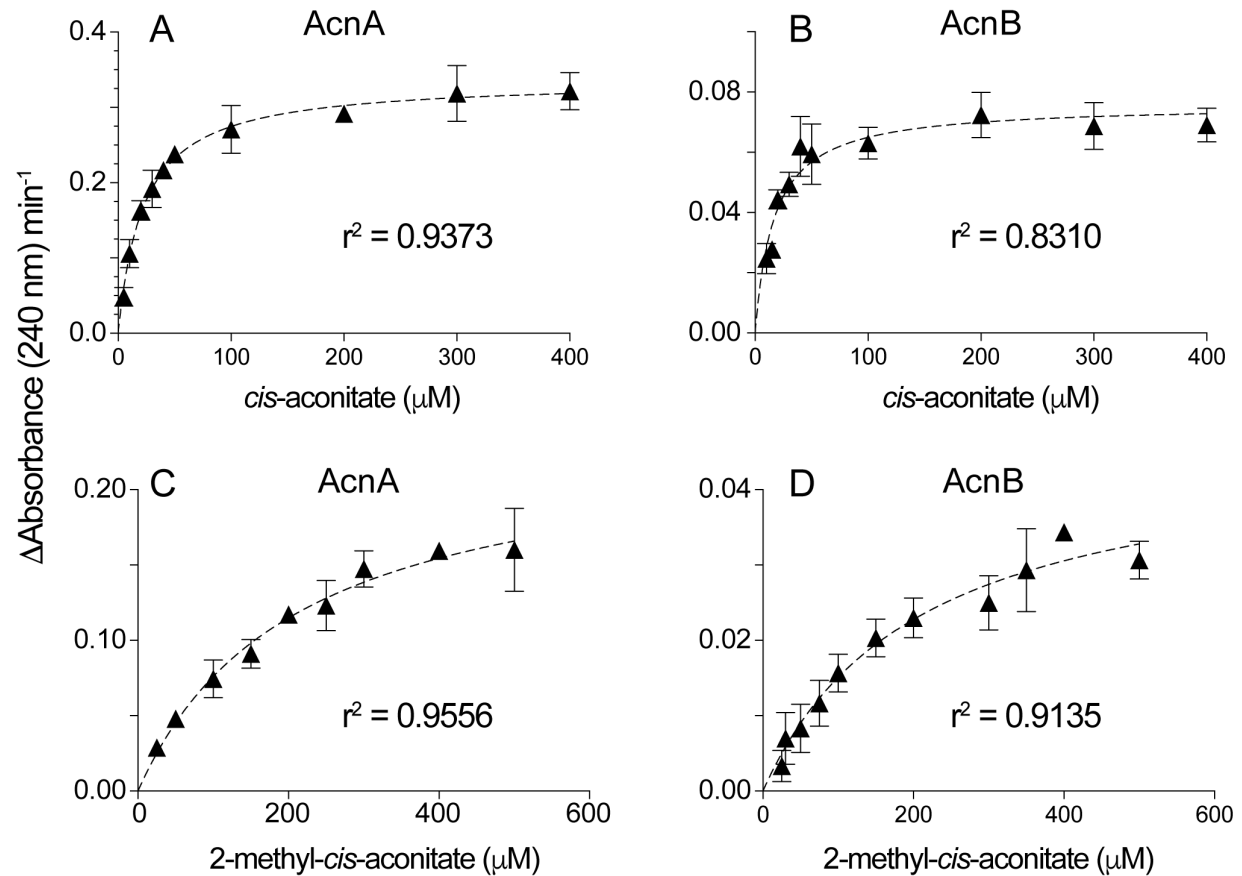 A AcnA
0.4
0.2
0.0
0 100 200 300 400
cis-aconitate (μM)
r² = 0.9373
B AcnB
0.08
0.04
0.00
0 100 200 300 400
cis-aconitate (μM)
r² = 0.8310
ΔAbsorbance (240 nm) min⁻¹
C AcnA
0.20
0.10
0.00
0 200 400 600
2-methyl-cis-aconitate (μM)
r² = 0.9556
D AcnB
0.04
0.02
0.00
0 200 400 600
2-methyl-cis-aconitate (μM)
r² = 0.9135